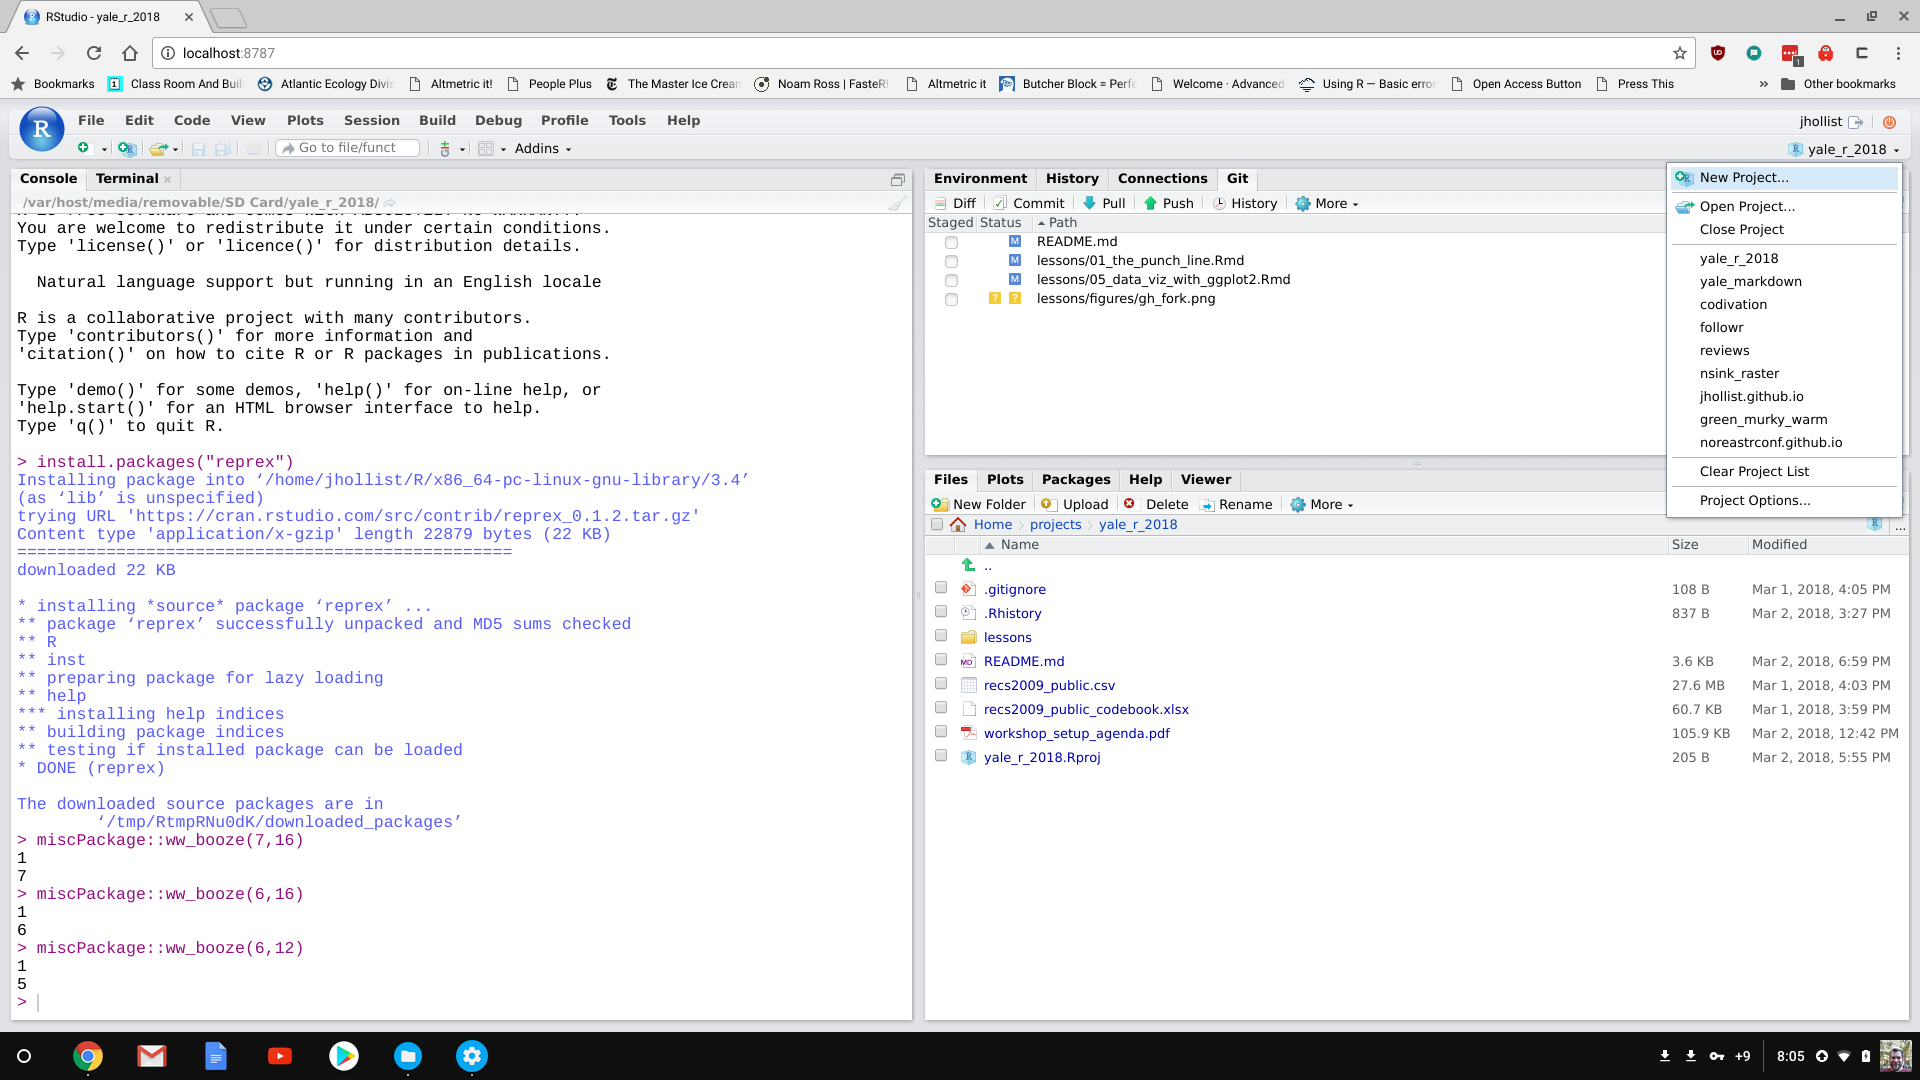 RStudio - yale_r_2018
localhost:8787
Bookmarks
Class Room And Buil
Atlantic Ecology Divis
Altmetric it!
People Plus
The Master Ice Cream
Noam Ross | FasteR!
Altmetric it
Butcher Block = Perfe
Welcome · Advanced
Using R — Basic error
Open Access Button
Press This
»
Other bookmarks
File Edit Code View Plots Session Build Debug Profile Tools Help
jhollist
Go to file/funct
Addins
yale_r_2018
Console
Terminal
/var/host/media/removable/SD Card/yale_r_2018/
You are welcome to redistribute it under certain conditions.
Type 'license()' or 'licence()' for distribution details.
Natural language support but running in an English locale
R is a collaborative project with many contributors.
Type 'contributors()' for more information and
'citation()' on how to cite R or R packages in publications.
Type 'demo()' for some demos, 'help()' for on-line help, or
'help.start()' for an HTML browser interface to help.
Type 'q()' to quit R.
> install.packages("reprex")
Installing package into ‘/home/jhollist/R/x86_64-pc-linux-gnu-library/3.4’
(as ‘lib’ is unspecified)
trying URL 'https://cran.rstudio.com/src/contrib/reprex_0.1.2.tar.gz'
Content type 'application/x-gzip' length 22879 bytes (22 KB)
==================================================
downloaded 22 KB
* installing *source* package ‘reprex’ ...
** package ‘reprex’ successfully unpacked and MD5 sums checked
** R
** inst
** preparing package for lazy loading
** help
*** installing help indices
** building package indices
** testing if installed package can be loaded
* DONE (reprex)
The downloaded source packages are in
‘/tmp/RtmpRNu0dK/downloaded_packages’
> miscPackage::ww_booze(7,16)
1
7
> miscPackage::ww_booze(6,16)
1
6
> miscPackage::ww_booze(6,12)
1
5
>
Environment History Connections Git
Diff Commit Pull Push History More
Staged Status Path
M README.md
M lessons/01_the_punch_line.Rmd
M lessons/05_data_viz_with_ggplot2.Rmd
? ? lessons/figures/gh_fork.png
New Project...
Open Project...
Close Project
yale_r_2018
yale_markdown
codivation
followr
reviews
nsink_raster
jhollist.github.io
green_murky_warm
noreastrconf.github.io
Clear Project List
Project Options...
Files Plots Packages Help Viewer
New Folder Upload Delete Rename More
Home projects yale_r_2018 ...
Name Size Modified
..
.gitignore 108 B Mar 1, 2018, 4:05 PM
.Rhistory 837 B Mar 2, 2018, 3:27 PM
lessons
README.md 3.6 KB Mar 2, 2018, 6:59 PM
recs2009_public.csv 27.6 MB Mar 1, 2018, 4:03 PM
recs2009_public_codebook.xlsx 60.7 KB Mar 1, 2018, 3:59 PM
workshop_setup_agenda.pdf 105.9 KB Mar 2, 2018, 12:42 PM
yale_r_2018.Rproj 205 B Mar 2, 2018, 5:55 PM
+9 8:05